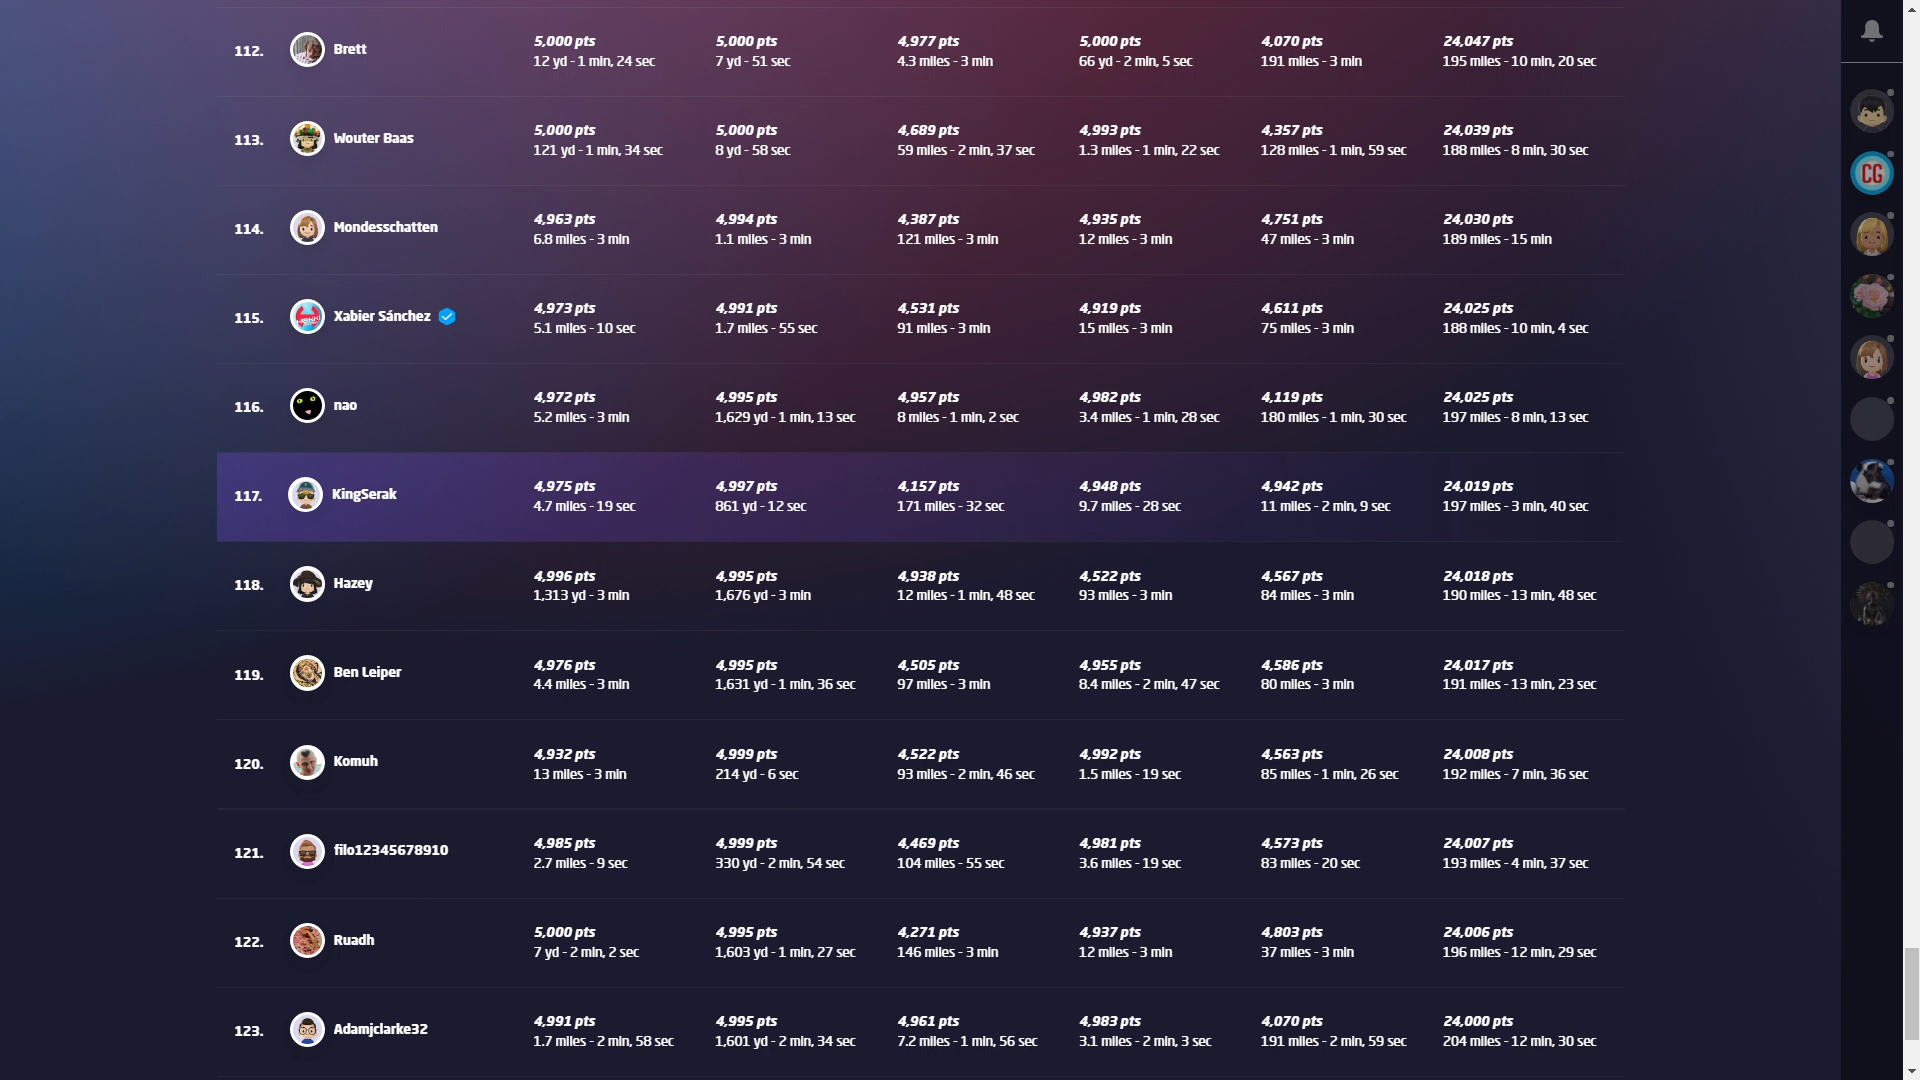 112. Brett 5,000 pts 5,000 pts 4,977 pts 5,000 pts 4,070 pts 24,047 pts
12 yd - 1 min, 24 sec 7 yd - 51 sec 4.3 miles - 3 min 66 yd - 2 min, 5 sec 191 miles - 3 min 195 miles - 10 min, 20 sec
113. Wouter Baas 5,000 pts 5,000 pts 4,689 pts 4,993 pts 4,357 pts 24,039 pts
121 yd - 1 min, 34 sec 8 yd - 58 sec 59 miles - 2 min, 37 sec 1.3 miles - 1 min, 22 sec 128 miles - 1 min, 59 sec 188 miles - 8 min, 30 sec
114. Mondesschatten 4,963 pts 4,994 pts 4,387 pts 4,935 pts 4,751 pts 24,030 pts
6.8 miles - 3 min 1.1 miles - 3 min 121 miles - 3 min 12 miles - 3 min 47 miles - 3 min 189 miles - 15 min
115. Xabier Sánchez 4,973 pts 4,991 pts 4,531 pts 4,919 pts 4,611 pts 24,025 pts
5.1 miles - 10 sec 1.7 miles - 55 sec 91 miles - 3 min 15 miles - 3 min 75 miles - 3 min 188 miles - 10 min, 4 sec
116. nao 4,972 pts 4,995 pts 4,957 pts 4,982 pts 4,119 pts 24,025 pts
5.2 miles - 3 min 1,629 yd - 1 min, 13 sec 8 miles - 1 min, 2 sec 3.4 miles - 1 min, 28 sec 180 miles - 1 min, 30 sec 197 miles - 8 min, 13 sec
117. KingSerak 4,975 pts 4,997 pts 4,157 pts 4,948 pts 4,942 pts 24,019 pts
4.7 miles - 19 sec 861 yd - 12 sec 171 miles - 32 sec 9.7 miles - 28 sec 11 miles - 2 min, 9 sec 197 miles - 3 min, 40 sec
118. Hazey 4,996 pts 4,995 pts 4,938 pts 4,522 pts 4,567 pts 24,018 pts
1,313 yd - 3 min 1,676 yd - 3 min 12 miles - 1 min, 48 sec 93 miles - 3 min 84 miles - 3 min 190 miles - 13 min, 48 sec
119. Ben Leiper 4,976 pts 4,995 pts 4,505 pts 4,955 pts 4,586 pts 24,017 pts
4.4 miles - 3 min 1,631 yd - 1 min, 36 sec 97 miles - 3 min 8.4 miles - 2 min, 47 sec 80 miles - 3 min 191 miles - 13 min, 23 sec
120. Komuh 4,932 pts 4,999 pts 4,522 pts 4,992 pts 4,563 pts 24,008 pts
13 miles - 3 min 214 yd - 6 sec 93 miles - 2 min, 46 sec 1.5 miles - 19 sec 85 miles - 1 min, 26 sec 192 miles - 7 min, 36 sec
121. filo12345678910 4,985 pts 4,999 pts 4,469 pts 4,981 pts 4,573 pts 24,007 pts
2.7 miles - 9 sec 330 yd - 2 min, 54 sec 104 miles - 55 sec 3.6 miles - 19 sec 83 miles - 20 sec 193 miles - 4 min, 37 sec
122. Ruadh 5,000 pts 4,995 pts 4,271 pts 4,937 pts 4,803 pts 24,006 pts
7 yd - 2 min, 2 sec 1,603 yd - 1 min, 27 sec 146 miles - 3 min 12 miles - 3 min 37 miles - 3 min 196 miles - 12 min, 29 sec
123. Adamjclarke32 4,991 pts 4,995 pts 4,961 pts 4,983 pts 4,070 pts 24,000 pts
1.7 miles - 2 min, 58 sec 1,601 yd - 2 min, 34 sec 7.2 miles - 1 min, 56 sec 3.1 miles - 2 min, 3 sec 191 miles - 2 min, 59 sec 204 miles - 12 min, 30 sec
CG